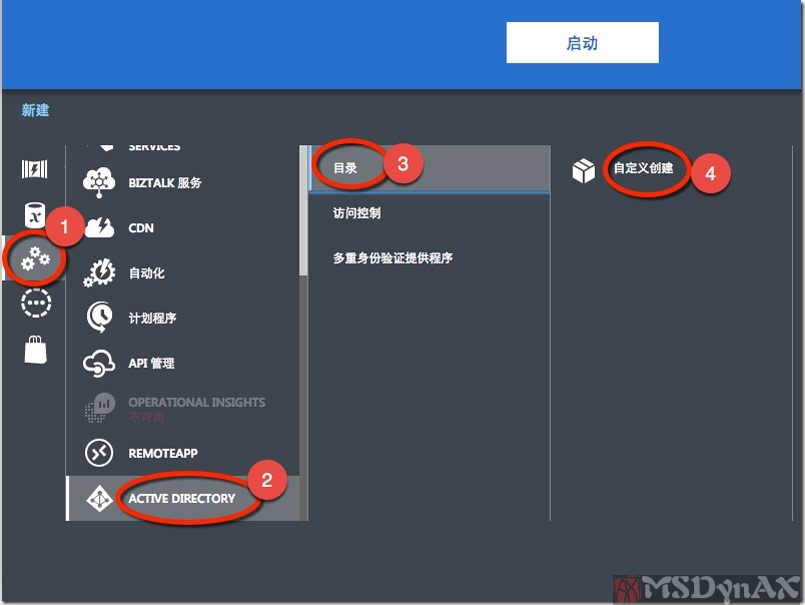 启动
新建
SERVICES
BIZTALK 服务
CDN
自动化
计划程序
API 管理
OPERATIONAL INSIGHTS
不可用
REMOTEAPP
ACTIVE DIRECTORY
1
2
目录
3
访问控制
多重身份验证提供程序
自定义创建
4
MSDynAX